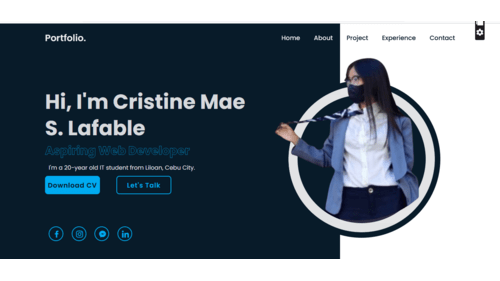 Portfolio.
Home About Project Experience Contact
Hi, I'm Cristine Mae
S. Lafable
Aspiring Web Developer
I'm a 20-year old IT student from Liloan, Cebu City.
Download CV Let's Talk